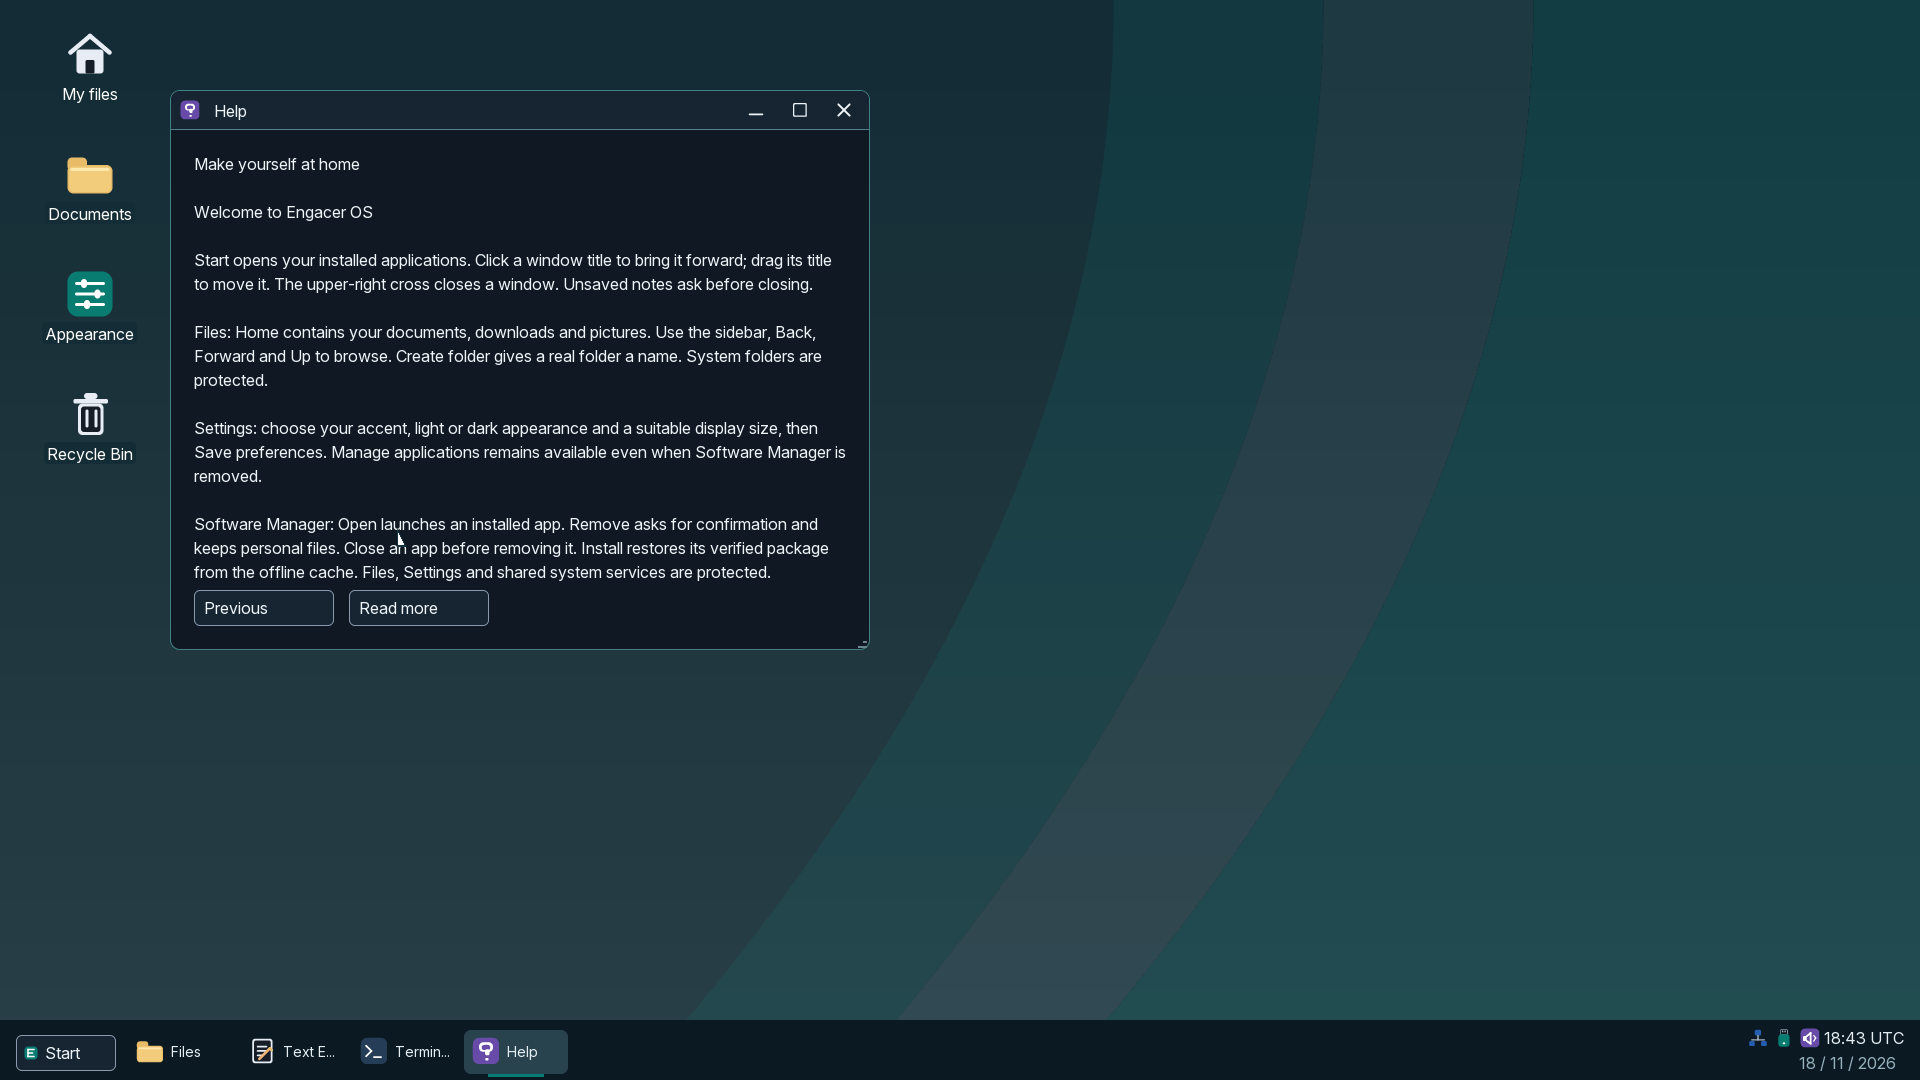 My files
Documents
Appearance
Recycle Bin
Help
Make yourself at home
Welcome to Engacer OS
Start opens your installed applications. Click a window title to bring it forward; drag its title
to move it. The upper-right cross closes a window. Unsaved notes ask before closing.
Files: Home contains your documents, downloads and pictures. Use the sidebar, Back,
Forward and Up to browse. Create folder gives a real folder a name. System folders are
protected.
Settings: choose your accent, light or dark appearance and a suitable display size, then
Save preferences. Manage applications remains available even when Software Manager is
removed.
Software Manager: Open launches an installed app. Remove asks for confirmation and
keeps personal files. Close an app before removing it. Install restores its verified package
from the offline cache. Files, Settings and shared system services are protected.
Previous
Read more
Start
Files
Text E...
Termin...
Help
18:43 UTC
18 / 11 / 2026